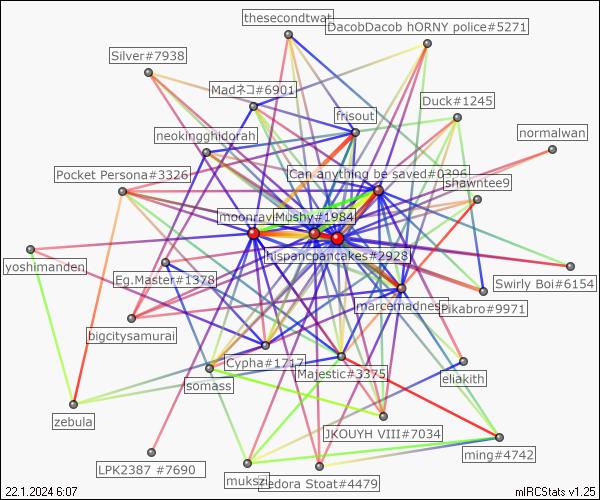 thesecondtwat
DacobDacob hORNY police#5271
Silver#7938
Madネコ#6901
Duck#1245
frisout
neokingghidorah
normalwan
Pocket Persona#3326
Can anything be saved#0396
shawntee9
moonravi
Mushy#1984
hispancpancakes#2928
yoshimanden
Eg.Master#1378
Swirly Boi#6154
marcemadness
Pikabro#9971
bigcitysamurai
Cypha#1717
Majestic#3375
somass
eliakith
zebula
JKOUYH VIII#7034
ming#4742
LPK2387 #7690
mukszi
Fedora Stoat#4479
22.1.2024 6:07
mIRCStats v1.25